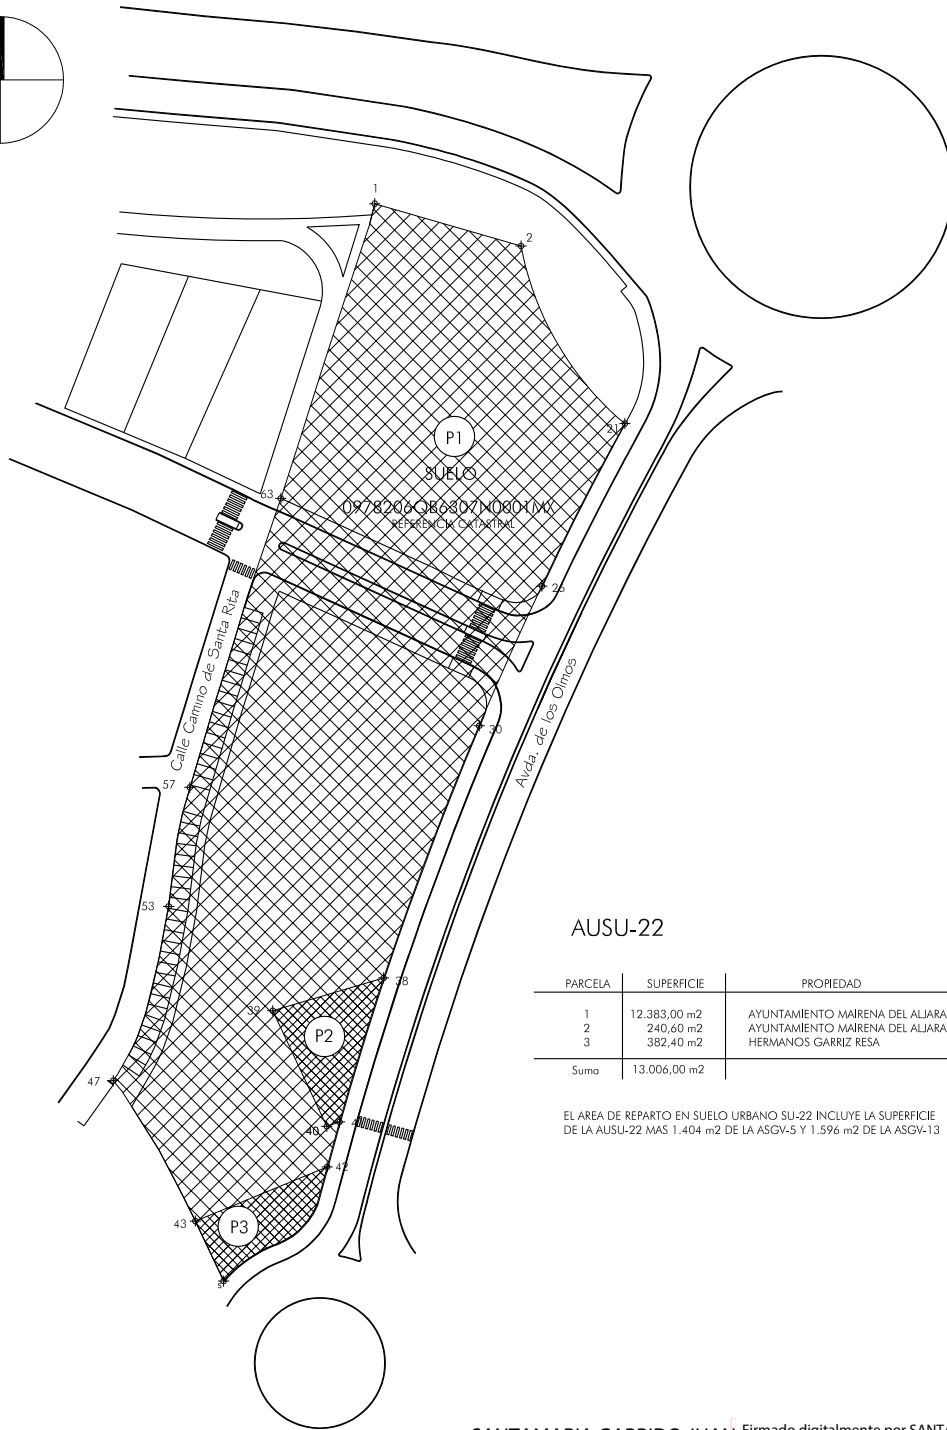 1
2
21
P1
SUELO
63
0978206QB6307N0001MX
REFERENCIA CATASTRAL
Calle Camino de Santa Rita
Avda. de los Olmos
30
57
53
AUSU-22
38
39
PARCELA SUPERFICIE PROPIEDAD
P2
1 12.383,00 m2 AYUNTAMIENTO MAIRENA DEL ALJARA
2 240,60 m2 AYUNTAMIENTO MAIRENA DEL ALJARA
3 382,40 m2 HERMANOS GARRIZ RESA
Suma 13.006,00 m2
47
EL AREA DE REPARTO EN SUELO URBANO SU-22 INCLUYE LA SUPERFICIE
DE LA AUSU-22 MAS 1.404 m2 DE LA ASGV-5 Y 1.596 m2 DE LA ASGV-13
40
42
43
P3